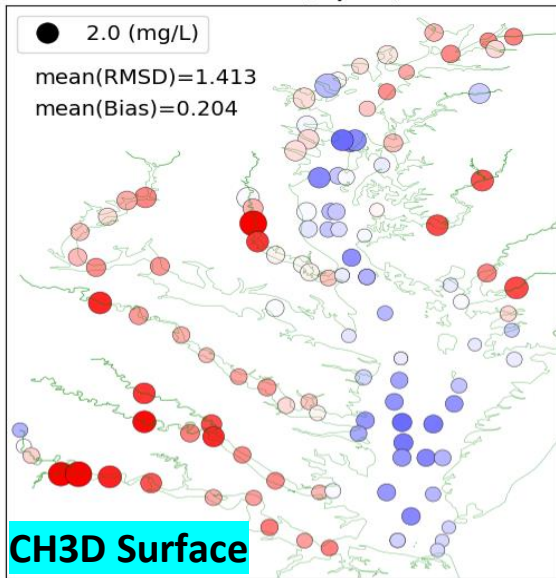 2.0 (mg/L)
mean(RMSD)=1.413
mean(Bias)=0.204
CH3D Surface